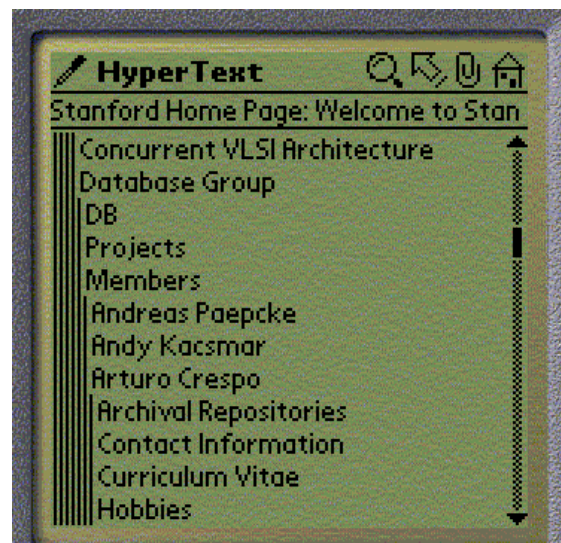 HyperText
Stanford Home Page: Welcome to Stan
Concurrent VLSI Architecture
Database Group
DB
Projects
Members
Andreas Paepcke
Andy Kacsmar
Arturo Crespo
Archival Repositories
Contact Information
Curriculum Vitae
Hobbies